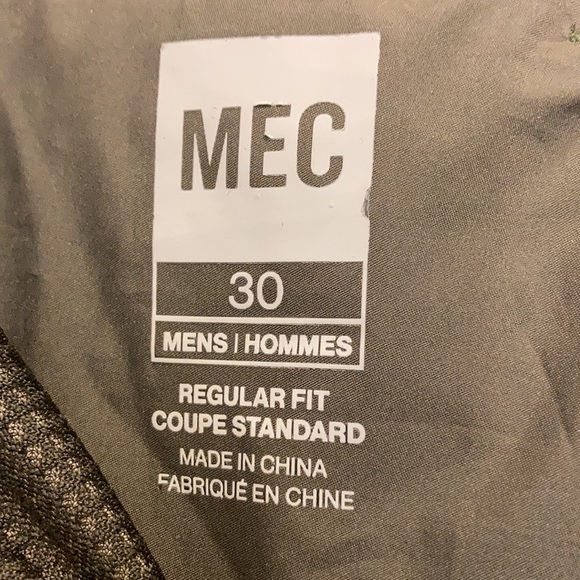 MEC
30
MENS | HOMMES
REGULAR FIT
COUPE STANDARD
MADE IN CHINA
FABRIQUÉ EN CHINE